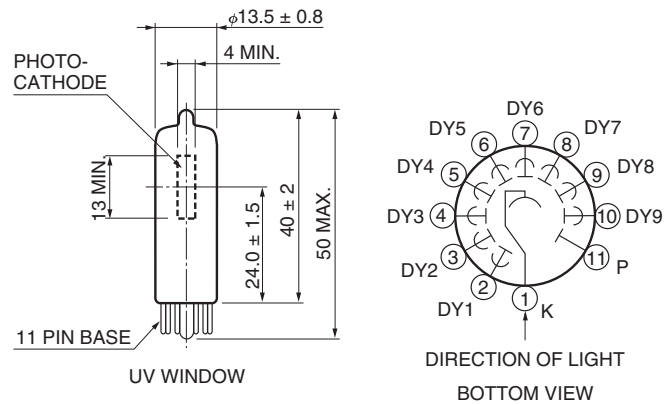 ϕ13.5 ± 0.8
4 MIN.
PHOTO-
CATHODE
13 MIN.
24.0 ± 1.5
40 ± 2
50 MAX.
11 PIN BASE
UV WINDOW
DY6
DY5
DY7
7
6
8
DY4
DY8
5
9
DY3
4
10
DY9
3
11
DY2
P
2
1
DY1
K
DIRECTION OF LIGHT
BOTTOM VIEW